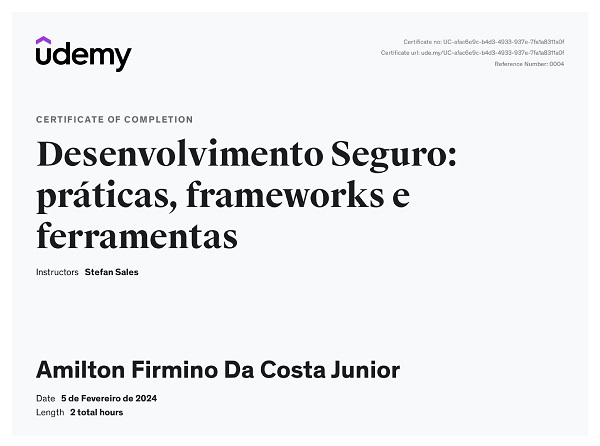 udemy
Certificate no: UC-afac6e9c-b4d3-4933-937e-7fa1a8311a0f
Certificate url: ude.my/UC-afac6e9c-b4d3-4933-937e-7fa1a8311a0f
Reference Number: 0004
CERTIFICATE OF COMPLETION
Desenvolvimento Seguro:
práticas, frameworks e
ferramentas
Instructors Stefan Sales
Amilton Firmino Da Costa Junior
Date 5 de Fevereiro de 2024
Length 2 total hours